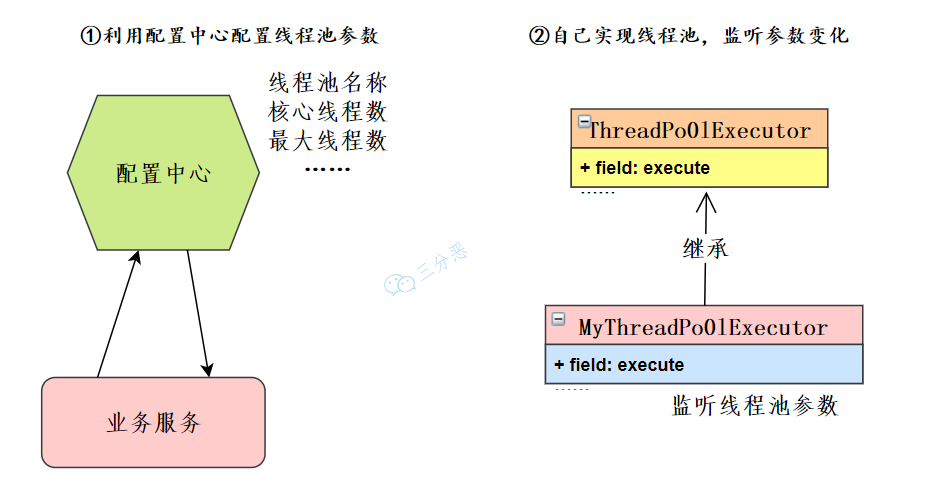 ①利用配置中心配置线程池参数
线程池名称
核心线程数
最大线程数
……
配置中心
业务服务
三分恶
②自己实现线程池，监听参数变化
ThreadPo0lExecutor
+ field: execute
......
继承
MyThreadPo0lExecutor
+ field: execute
......
监听线程池参数